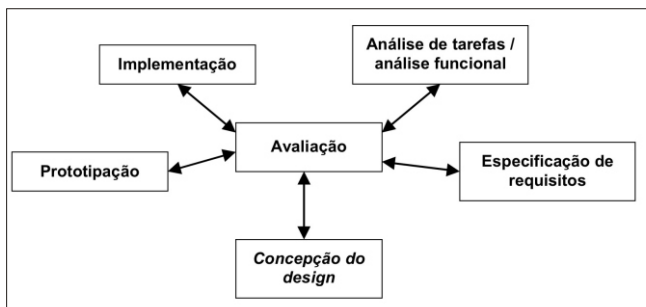 Implementação
Análise de tarefas /
análise funcional
Avaliação
Prototipação
Especificação de
requisitos
Concepção do
design